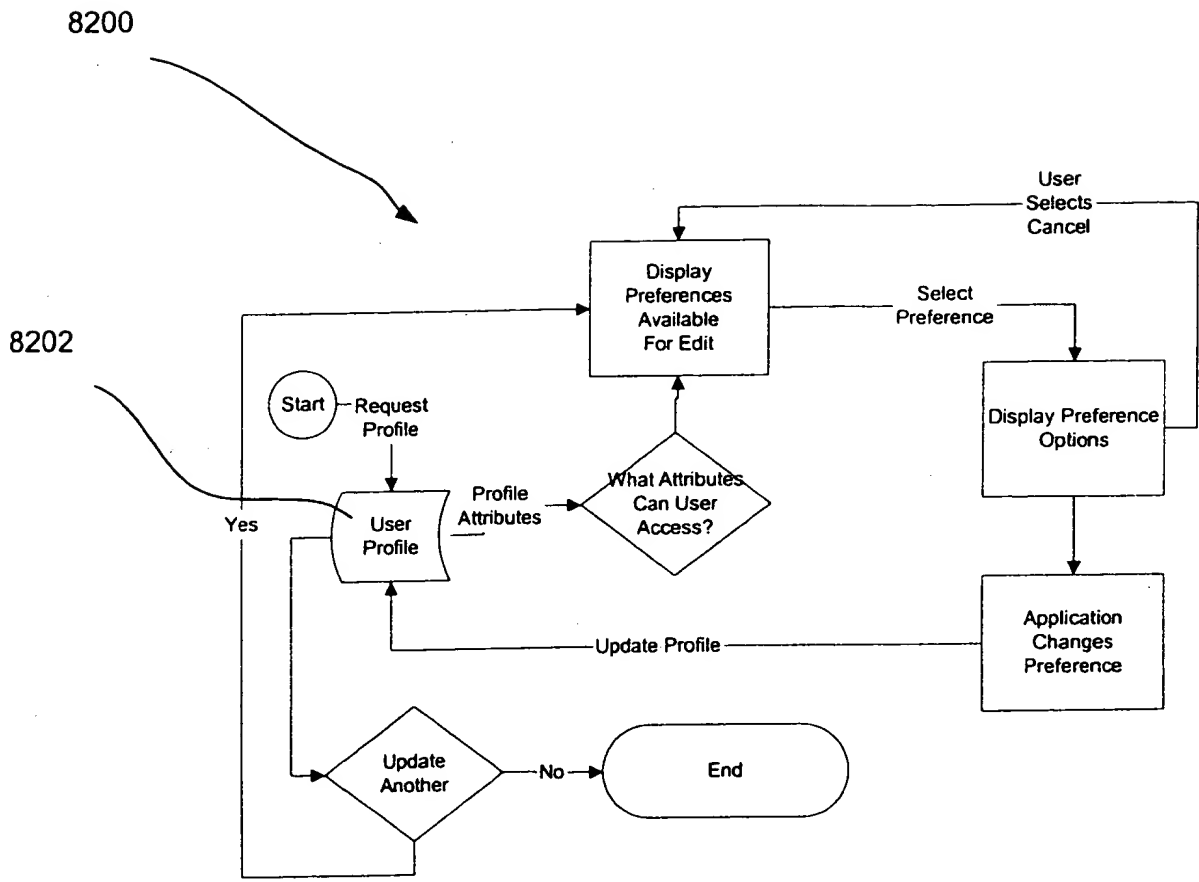 8200
User
Selects
Cancel
Display
Preferences
Available
For Edit
Select
Preference
8202
Start
Request
Profile
Display Preference
Options
What Attributes
Can User
Access?
Profile
Attributes
User
Profile
Yes
Application
Changes
Preference
Update Profile
Update
Another
No
End